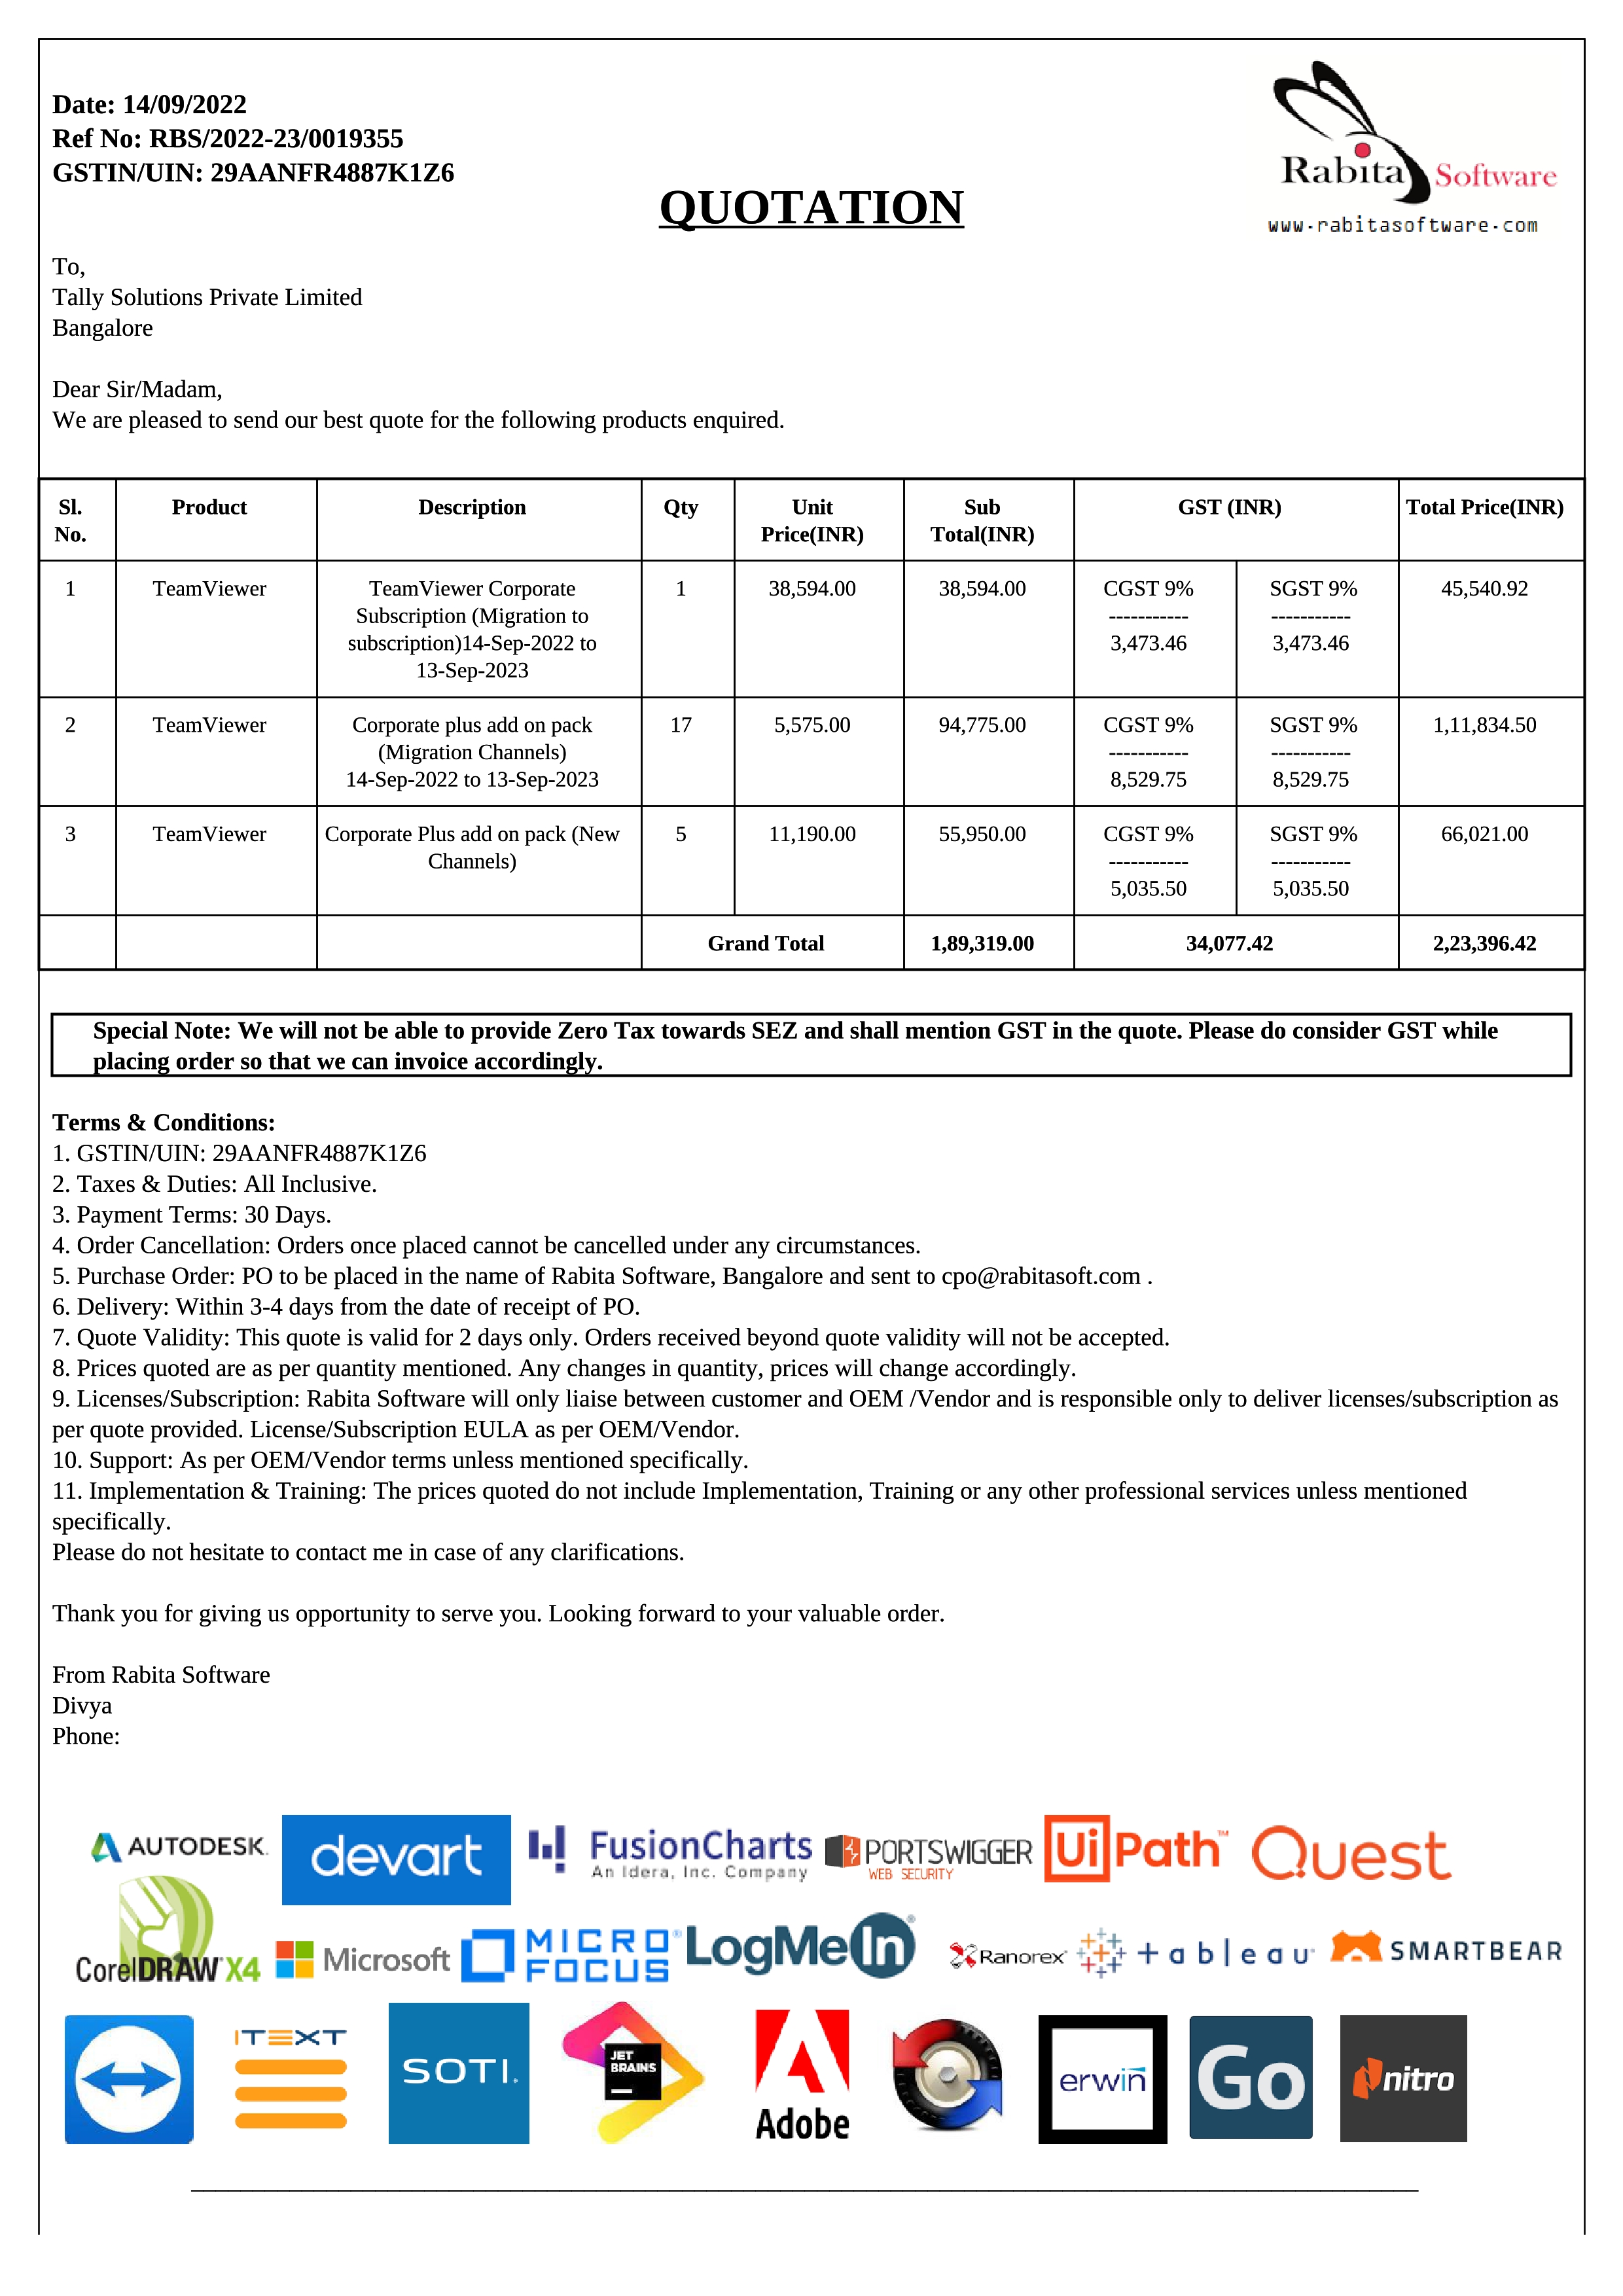 Date: 14/09/2022
Ref No: RBS/2022-23/0019355
GSTIN/UIN: 29AANFR4887K1Z6
Rabita Software
www.rabitasoftware.com
QUOTATION
To,
Tally Solutions Private Limited
Bangalore
Dear Sir/Madam,
We are pleased to send our best quote for the following products enquired.
Sl. No. Product Description Qty Unit Price(INR) Sub Total(INR) GST (INR) Total Price(INR)
1 TeamViewer TeamViewer Corporate 1 38,594.00 38,594.00 CGST 9% SGST 9% 45,540.92
Subscription (Migration to ----------- -----------
subscription)14-Sep-2022 to 3,473.46 3,473.46
13-Sep-2023
2 TeamViewer Corporate plus add on pack 17 5,575.00 94,775.00 CGST 9% SGST 9% 1,11,834.50
(Migration Channels) ----------- -----------
14-Sep-2022 to 13-Sep-2023 8,529.75 8,529.75
3 TeamViewer Corporate Plus add on pack (New 5 11,190.00 55,950.00 CGST 9% SGST 9% 66,021.00
Channels) ----------- -----------
5,035.50 5,035.50
Grand Total 1,89,319.00 34,077.42 2,23,396.42
Special Note: We will not be able to provide Zero Tax towards SEZ and shall mention GST in the quote. Please do consider GST while
placing order so that we can invoice accordingly.
Terms & Conditions:
1. GSTIN/UIN: 29AANFR4887K1Z6
2. Taxes & Duties: All Inclusive.
3. Payment Terms: 30 Days.
4. Order Cancellation: Orders once placed cannot be cancelled under any circumstances.
5. Purchase Order: PO to be placed in the name of Rabita Software, Bangalore and sent to cpo@rabitasoft.com .
6. Delivery: Within 3-4 days from the date of receipt of PO.
7. Quote Validity: This quote is valid for 2 days only. Orders received beyond quote validity will not be accepted.
8. Prices quoted are as per quantity mentioned. Any changes in quantity, prices will change accordingly.
9. Licenses/Subscription: Rabita Software will only liaise between customer and OEM /Vendor and is responsible only to deliver licenses/subscription as
per quote provided. License/Subscription EULA as per OEM/Vendor.
10. Support: As per OEM/Vendor terms unless mentioned specifically.
11. Implementation & Training: The prices quoted do not include Implementation, Training or any other professional services unless mentioned
specifically.
Please do not hesitate to contact me in case of any clarifications.
Thank you for giving us opportunity to serve you. Looking forward to your valuable order.
From Rabita Software
Divya
Phone:
AUTODESK. devart FusionCharts PORTSWIGGER UiPath™ Quest
An Idera, Inc. Company WEB SECURITY
CorelDRAW X4 Microsoft MICRO FOCUS® LogMeIn® Ranorex tableau SMARTBEAR
ITEXT SOTI. JET BRAINS Adobe erwin Go nitro